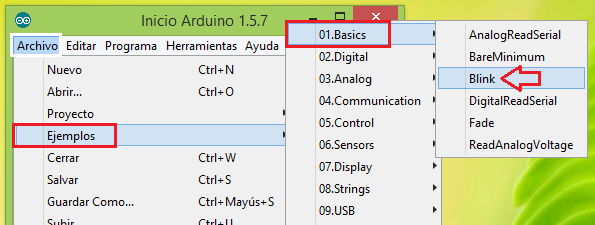 Inicio Arduino 1.5.7
Archivo Editar Programa Herramientas Ayuda
Nuevo Ctrl+N
Abrir... Ctrl+O
Proyecto
Ejemplos
Cerrar Ctrl+W
Salvar Ctrl+S
Guardar Como... Ctrl+Mayús+S
Subir Ctrl+U
01.Basics
02.Digital
03.Analog
04.Communication
05.Control
06.Sensors
07.Display
08.Strings
09.USB
AnalogReadSerial
BareMinimum
Blink
DigitalReadSerial
Fade
ReadAnalogVoltage